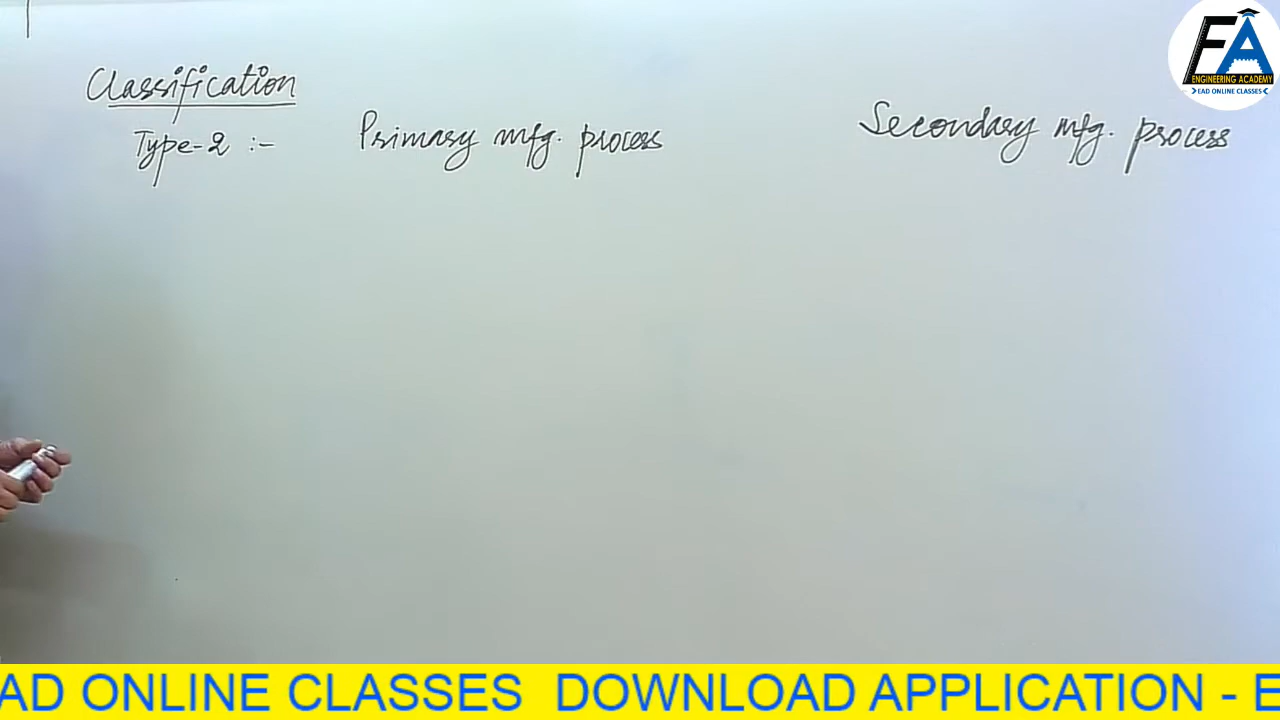 Classification
Type-2 :- Primary mfg. process Secondary mfg. process
EA
ENGINEERING ACADEMY
EAD ONLINE CLASSES
AD ONLINE CLASSES DOWNLOAD APPLICATION - E